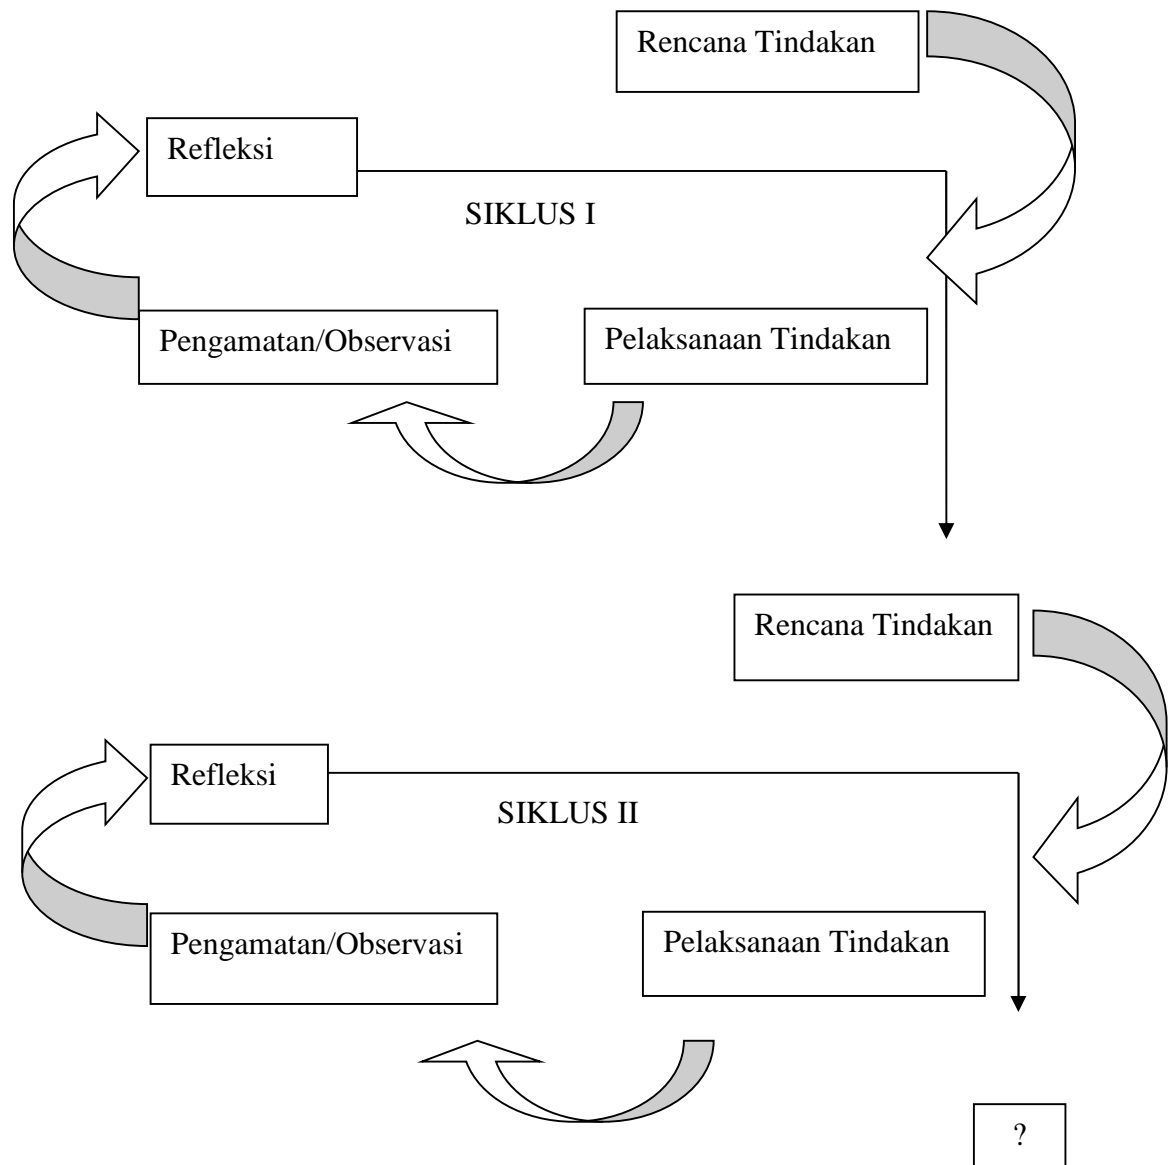 Rencana Tindakan
Refleksi
SIKLUS I
Pengamatan/Observasi
Pelaksanaan Tindakan
Rencana Tindakan
Refleksi
SIKLUS II
Pengamatan/Observasi
Pelaksanaan Tindakan
?